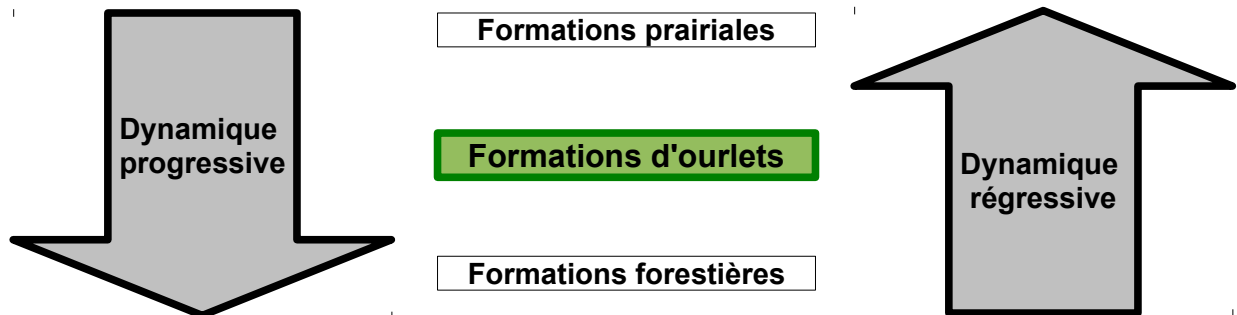 Formations prairiales
Dynamique
progressive
Formations d'ourlets
Dynamique
régressive
Formations forestières